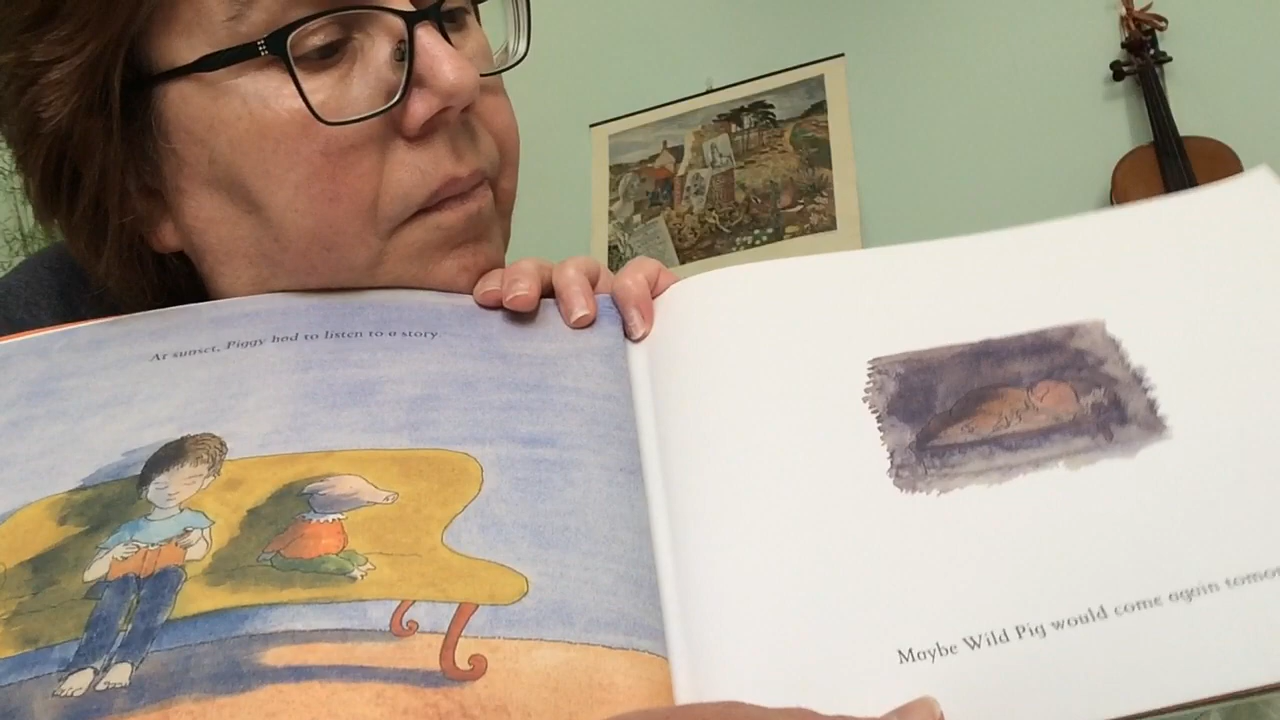 At sunset, Piggy had to listen to a story.
Maybe Wild Pig would come again